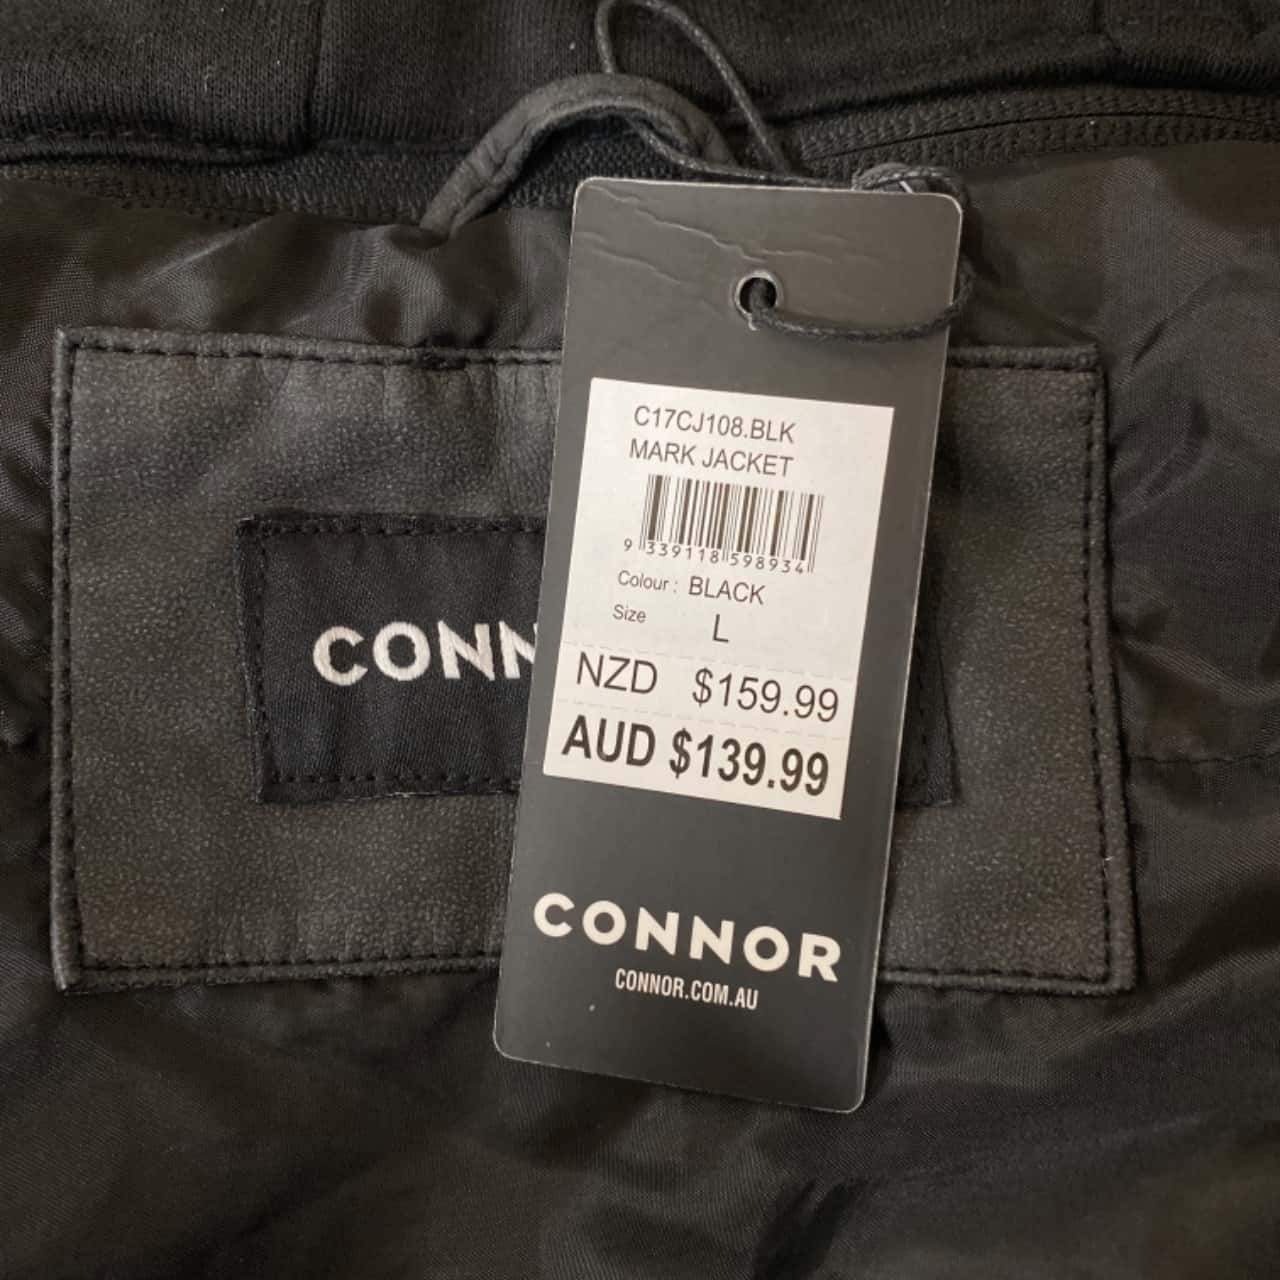 C17CJ108.BLK
MARK JACKET
9 339118 598934
Colour : BLACK
Size L
NZD $159.99
AUD $139.99
CONN
CONNOR
CONNOR.COM.AU